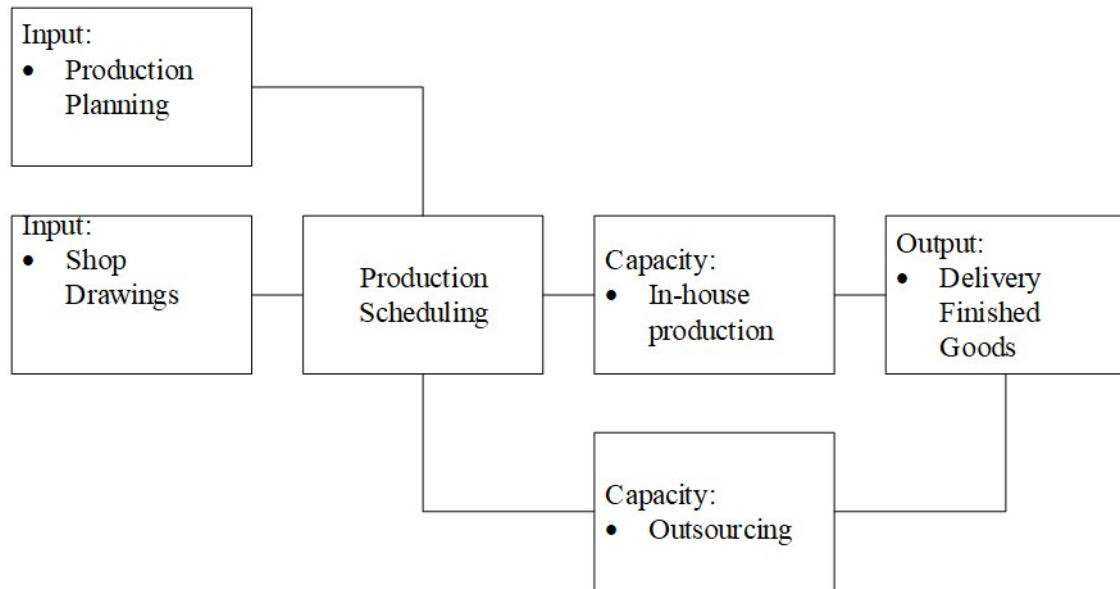 Input:
• Production
Planning
Input:
• Shop
Drawings
Production
Scheduling
Capacity:
• In-house
production
Output:
• Delivery
Finished
Goods
Capacity:
• Outsourcing